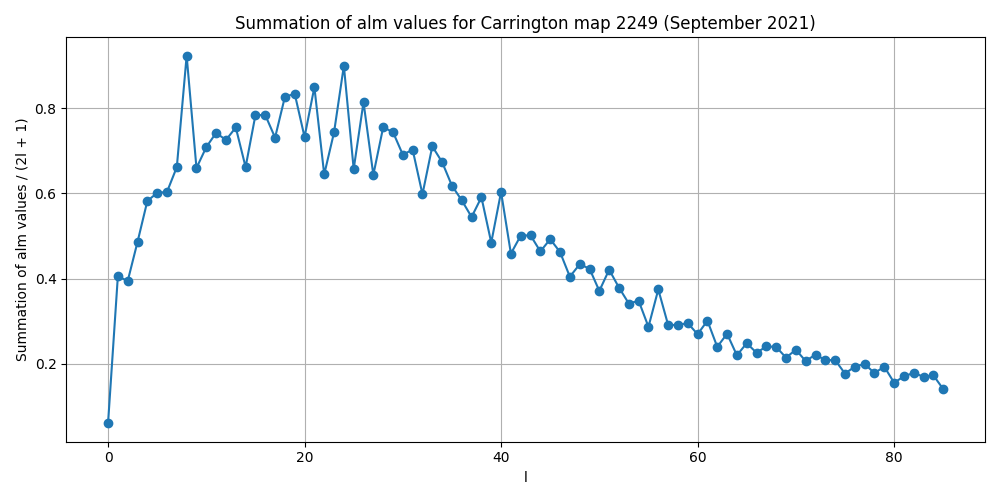 Summation of alm values for Carrington map 2249 (September 2021)
Summation of alm values / (2l + 1)
0.8
0.6
0.4
0.2
0 20 40 60 80
l